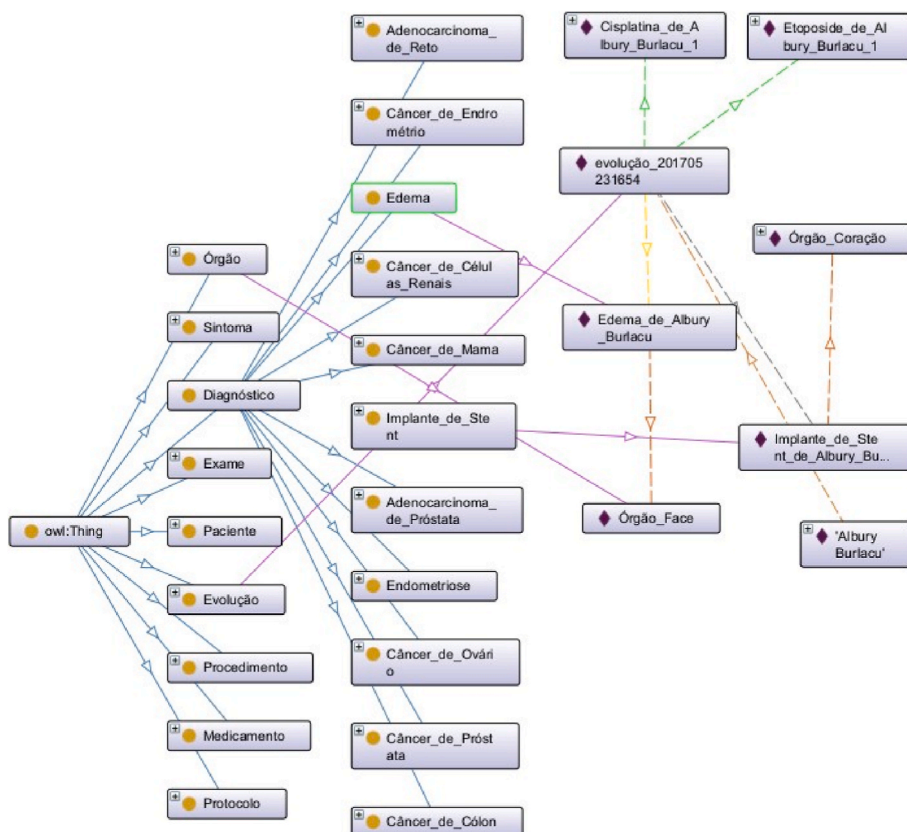 Adenocarcinoma_
de_Reto
Câncer_de_Endro
métrio
Edema
Câncer_de_Célul
as_Renais
Câncer_de_Mama
Implante_de_Ste
nt
Adenocarcinoma
_de_Próstata
Endometriose
Câncer_de_Ovári
o
Câncer_de_Próst
ata
Câncer_de_Cólon
Órgão
Sintoma
Diagnóstico
Exame
owl:Thing
Paciente
Evolução
Procedimento
Medicamento
Protocolo
Cisplatina_de_A
lbury_Burlacu_1
Etoposide_de_Al
bury_Burlacu_1
evolução_201705
231654
Órgão_Coração
Edema_de_Albury
_Burlacu
Implante_de_Ste
nt_de_Albury_Bu...
Órgão_Face
'Albury
Burlacu'